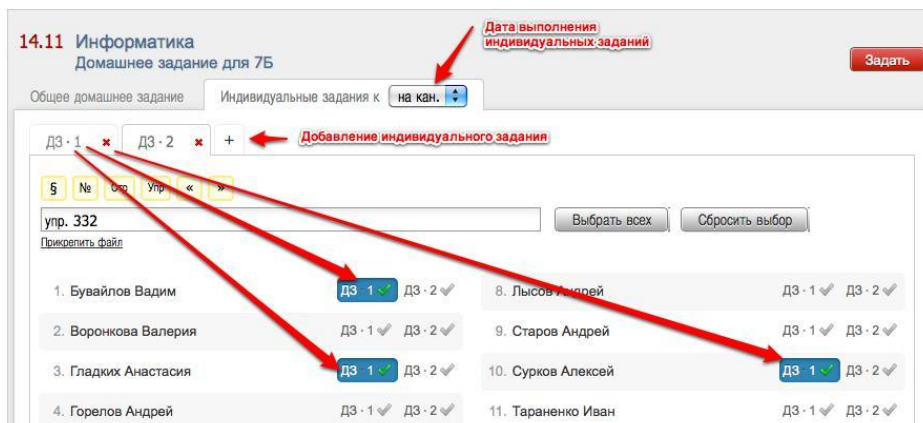 Дата выполнения
индивидуальных заданий
14.11 Информатика
Домашнее задание для 7Б
Задать
Общее домашнее задание
Индивидуальные задания к на кан.
ДЗ · 1
ДЗ · 2
+
Добавление индивидуального задания
§ № Стр Упр « »
упр. 332
Выбрать всех
Сбросить выбор
Прикрепить файл
1. Бувайлов Вадим ДЗ 1 ДЗ · 2
8. Лысов Андрей ДЗ · 1 ДЗ · 2
2. Воронкова Валерия ДЗ · 1 ДЗ · 2
9. Старов Андрей ДЗ · 1 ДЗ · 2
3. Гладких Анастасия ДЗ 1 ДЗ · 2
10. Сурков Алексей ДЗ 1 ДЗ · 2
4. Горелов Андрей ДЗ · 1 ДЗ · 2
11. Тараненко Иван ДЗ · 1 ДЗ · 2